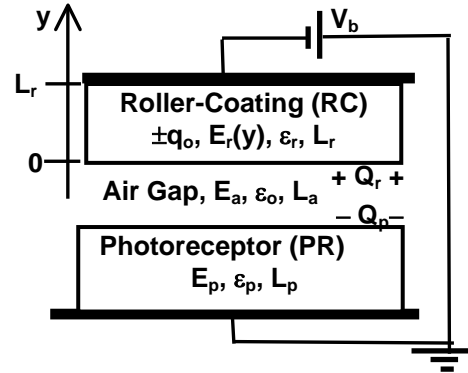 y
V_b
L_r
Roller-Coating (RC)
±q_o, E_r(y), ε_r, L_r
0
+ Q_r +
Air Gap, E_a, ε_o, L_a
– Q_p–
Photoreceptor (PR)
E_p, ε_p, L_p